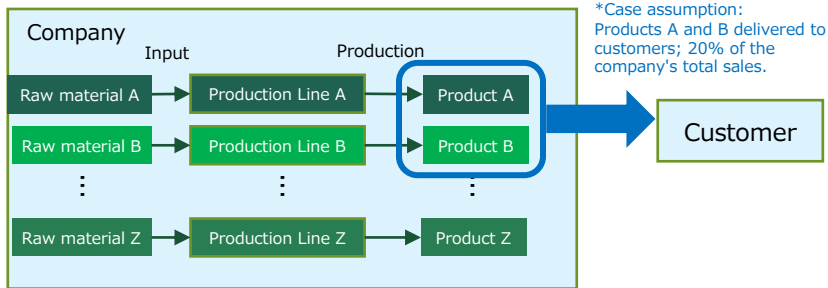 *Case assumption:
Products A and B delivered to
customers; 20% of the
company's total sales.
Company
Input
Production
Raw material A
Production Line A
Product A
Customer
Raw material B
Production Line B
Product B
Raw material Z
Production Line Z
Product Z